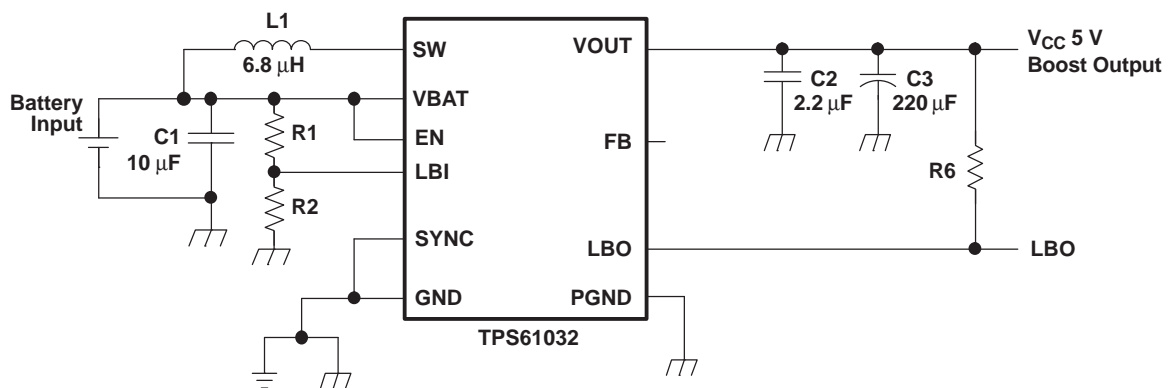 L1
6.8 μH
SW
VOUT
VCC 5 V
Boost Output
Battery
Input
C1
10 μF
R1
R2
VBAT
EN
LBI
SYNC
GND
C2
2.2 μF
C3
220 μF
FB
R6
LBO
LBO
PGND
TPS61032